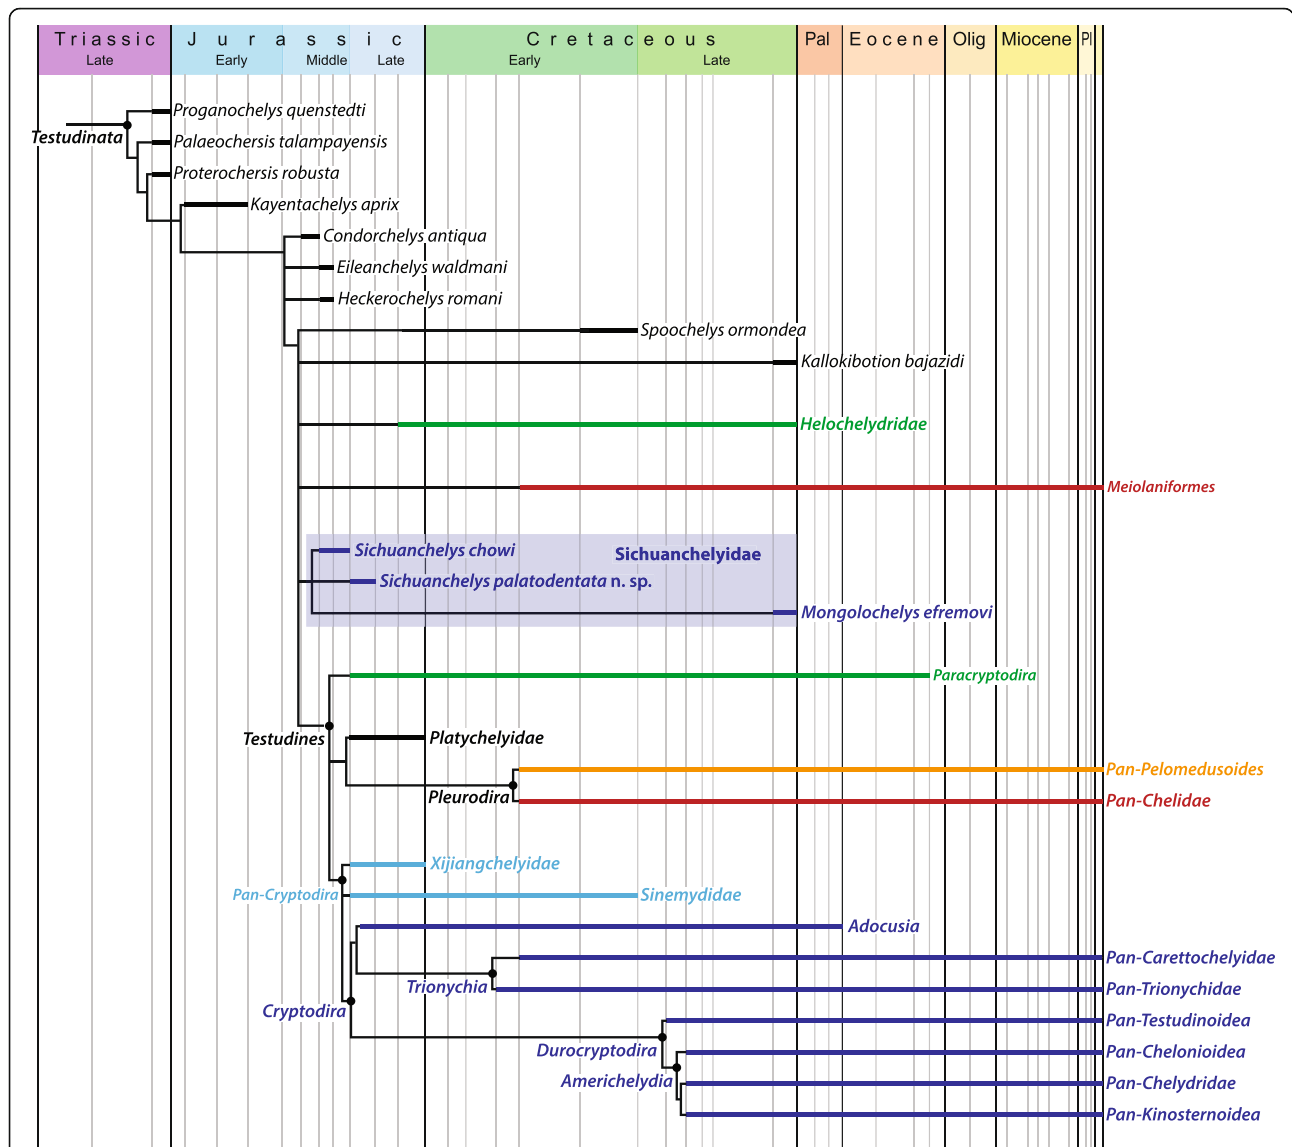 Triassic Jurassic Cretaceous Pal Eocene Olig Miocene Pl
Late Early Middle Late Early Late
Proganochelys quenstedti
Testudinata
Palaeochersis talampayensis
Proterochersis robusta
Kayentachelys aprix
Condorchelys antiqua
Eileanchelys waldmani
Heckerochelys romani
Spoochelys ormondea
Kallokibotion bajazidi
Helochelydridae
Meiolaniformes
Sichuanchelys chowi
Sichuanchelyidae
Sichuanchelys palatodentata n. sp.
Mongolochelys efremovi
Paracryptodira
Testudines
Platychelyidae
Pan-Pelomedusoides
Pleurodira
Pan-Chelidae
Xijiangchelyidae
Pan-Cryptodira
Sinemydidae
Adocusia
Pan-Carettochelyidae
Trionychia
Pan-Trionychidae
Cryptodira
Pan-Testudinoidea
Durocryptodira
Pan-Chelonioidea
Americhelydia
Pan-Chelydridae
Pan-Kinosternoidea